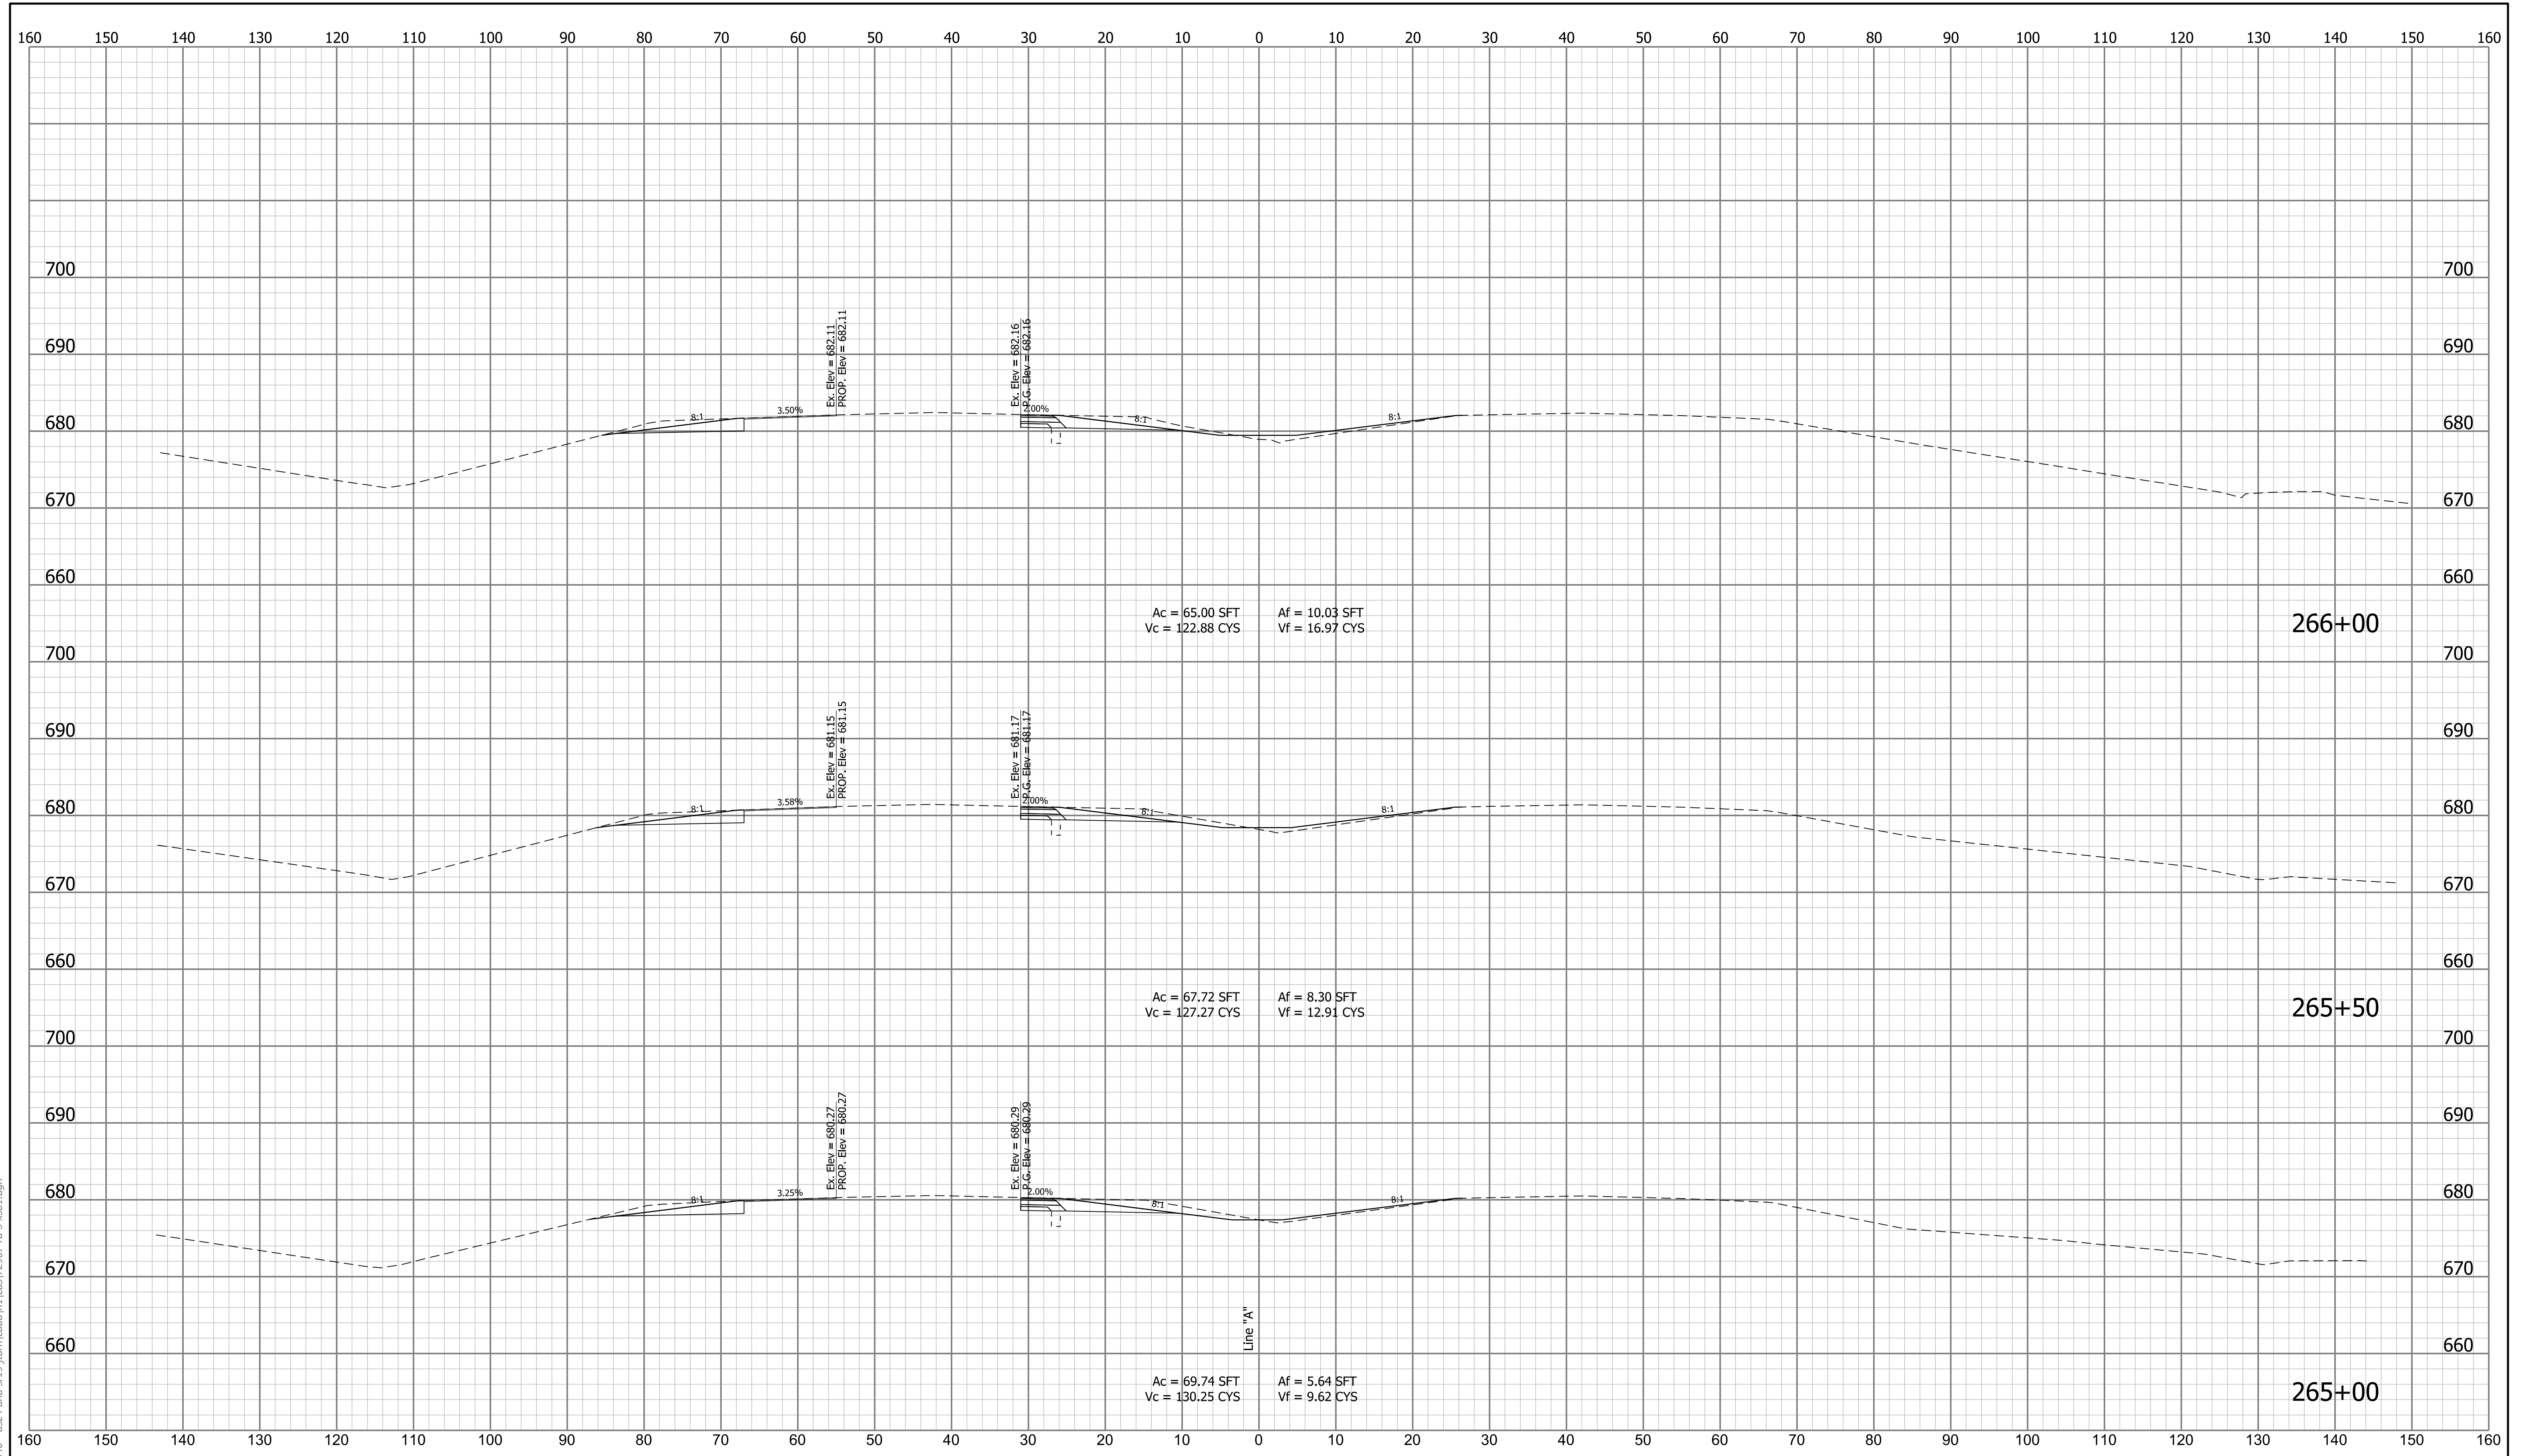 160 150 140 130 120 110 100 90 80 70 60 50 40 30 20 10 0 10 20 30 40 50 60 70 80 90 100 110 120 130 140 150 160
700 700
Ex. Elev = 682.11
PROP. Elev = 682.11
Ex. Elev = 682.16
P.G. Elev = 682.16
690 690
8:1 3.50% 2.00% 8:1 8:1
680 680
670 670
660 660
Ac = 65.00 SFT Af = 10.03 SFT
Vc = 122.88 CYS Vf = 16.97 CYS
266+00
700 700
Ex. Elev = 681.15
PROP. Elev = 681.15
Ex. Elev = 681.17
P.G. Elev = 681.17
690 690
8:1 3.58% 2.00% 8:1 8:1
680 680
670 670
660 660
Ac = 67.72 SFT Af = 8.30 SFT
Vc = 127.27 CYS Vf = 12.91 CYS
265+50
700 700
Ex. Elev = 680.27
PROP. Elev = 680.27
Ex. Elev = 680.29
P.G. Elev = 680.29
690 690
8:1 3.25% 2.00% 8:1 8:1
680 680
670 670
Line "A"
660 660
Ac = 69.74 SFT Af = 5.64 SFT
Vc = 130.25 CYS Vf = 9.62 CYS
265+00
160 150 140 130 120 110 100 90 80 70 60 50 40 30 20 10 0 10 20 30 40 50 60 70 80 90 100 110 120 130 140 150 160